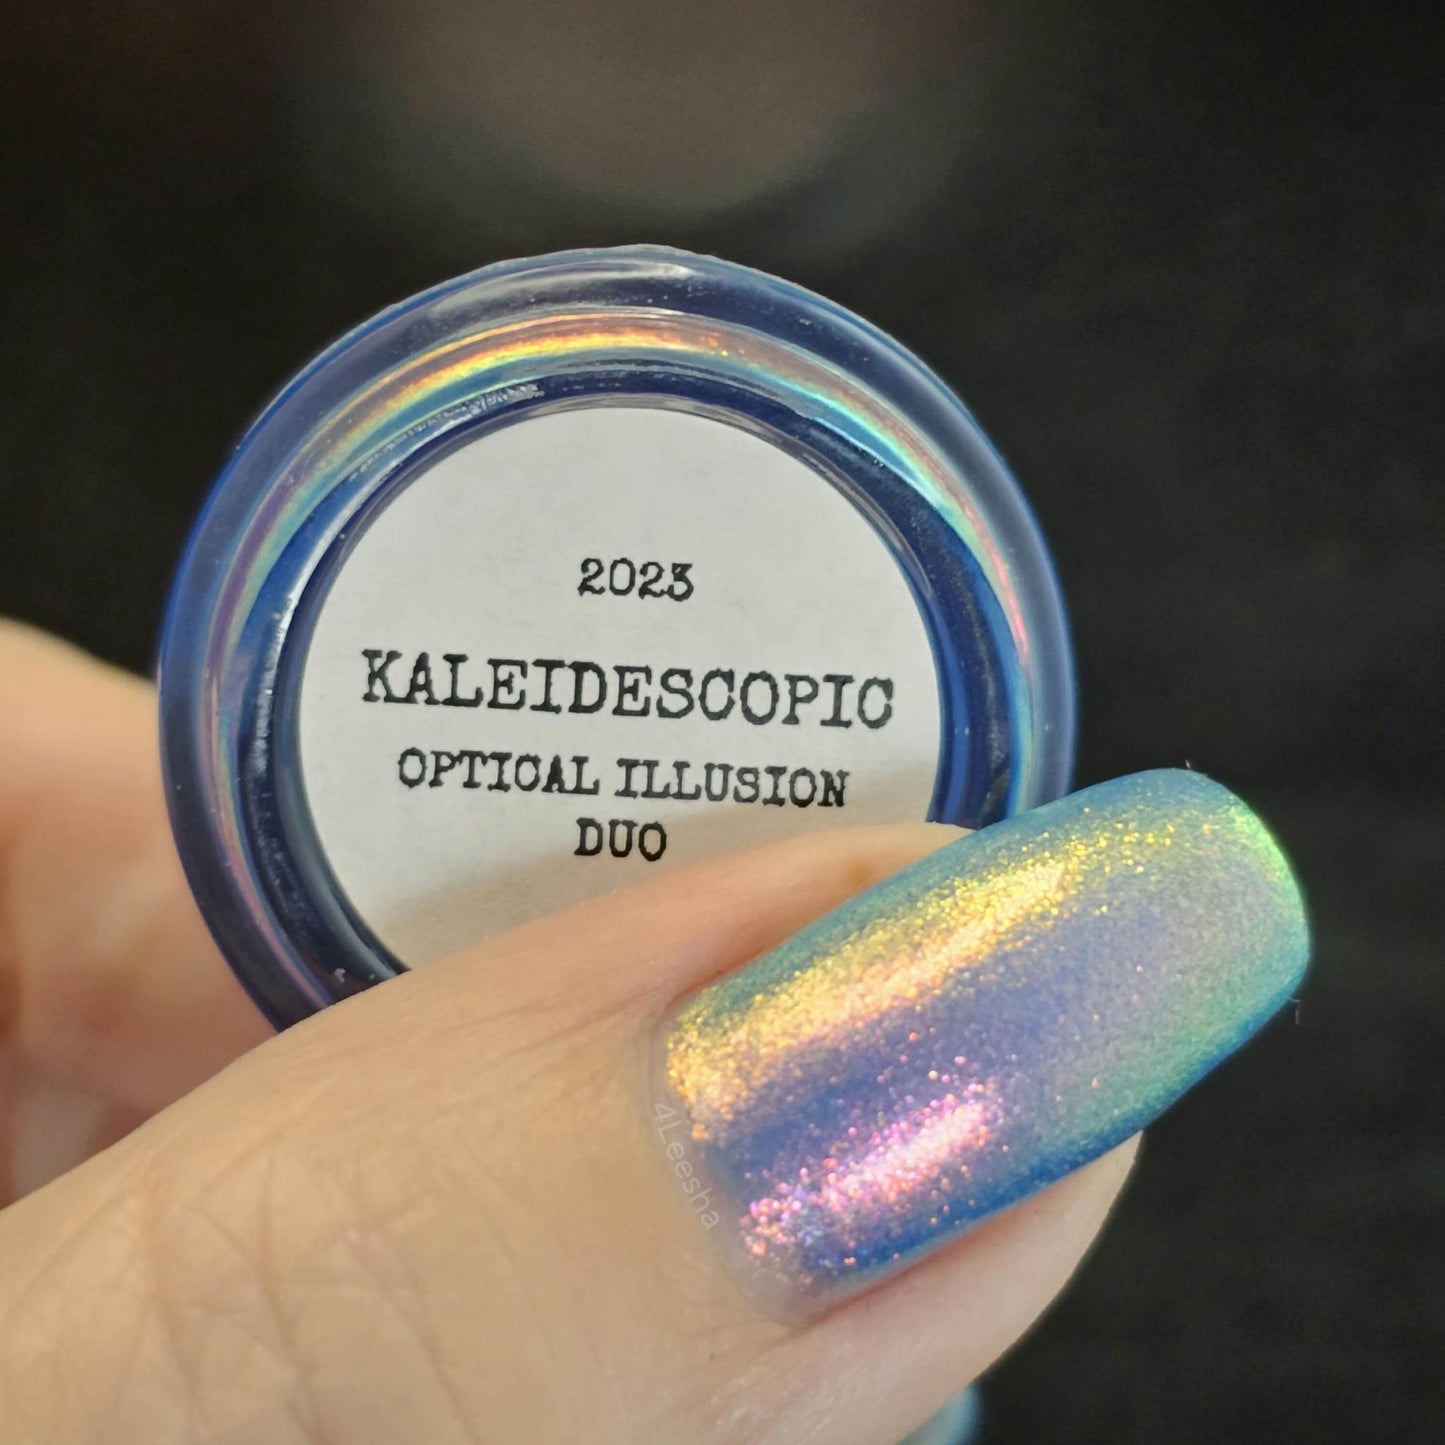 2023
KALEIDESCOPIC
OPTICAL ILLUSION
DUO
4Leesha